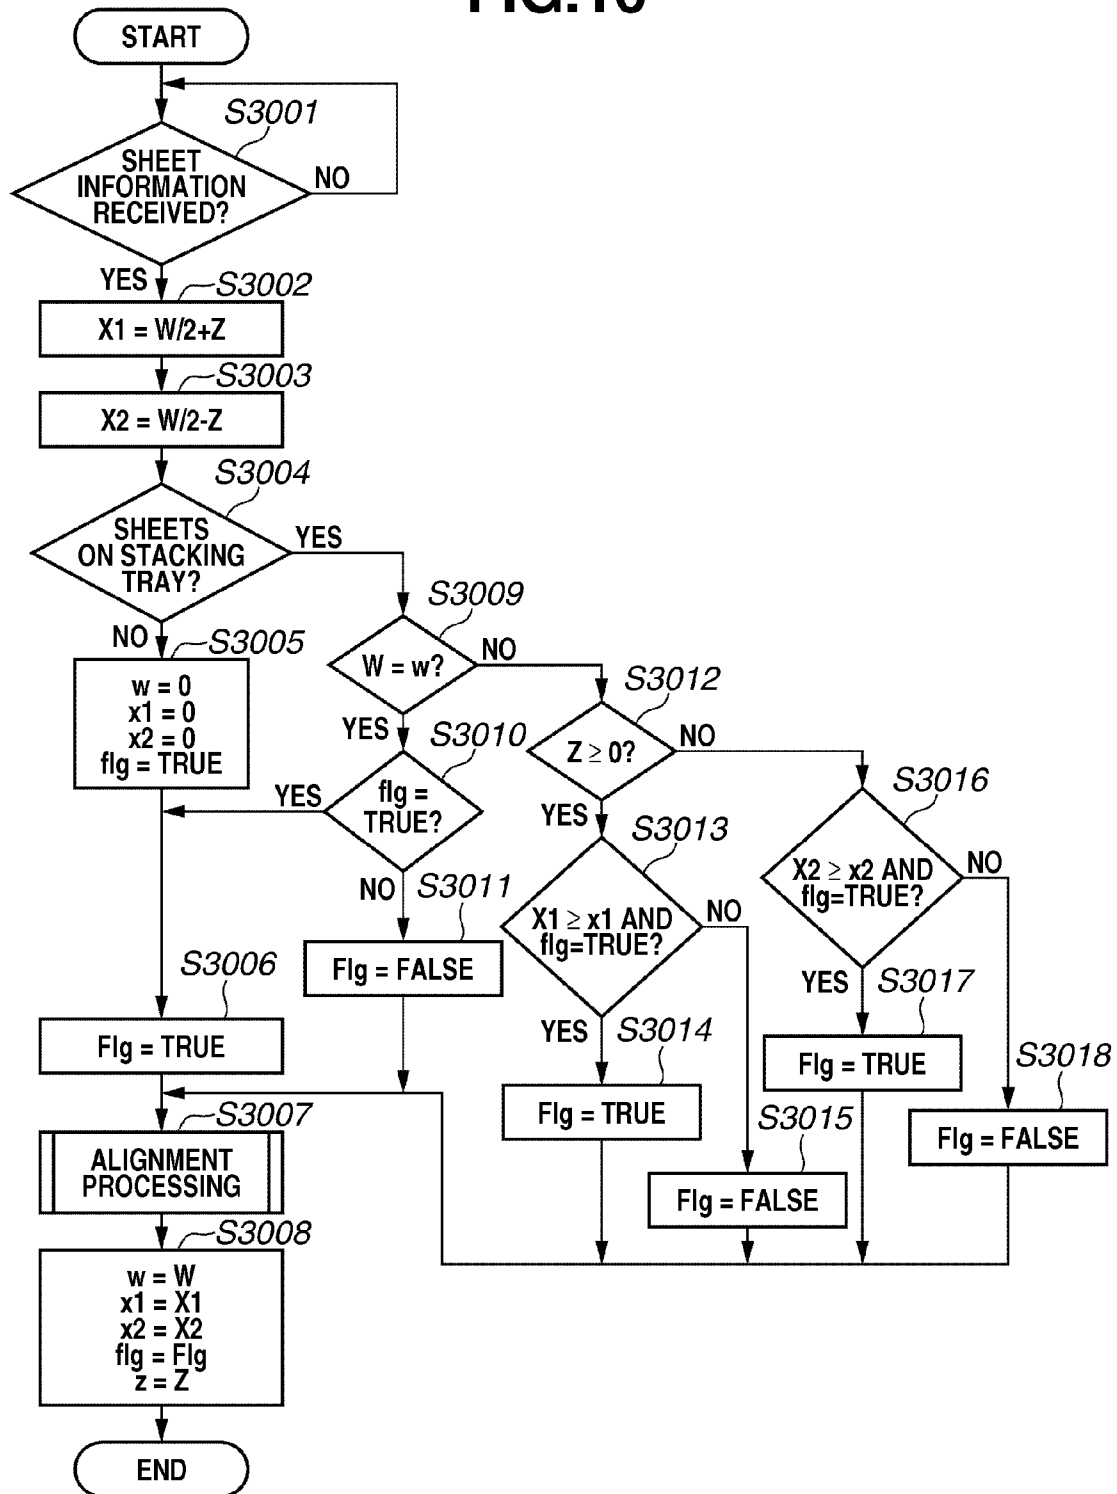 START
S3001
SHEET
INFORMATION
RECEIVED?
NO
YES
S3002
X1 = W/2+Z
S3003
X2 = W/2-Z
S3004
SHEETS
ON STACKING
TRAY?
YES
NO
S3005
w = 0
x1 = 0
x2 = 0
flg = TRUE
S3009
W = w?
NO
YES
S3010
flg =
TRUE?
YES
NO
S3011
Flg = FALSE
S3012
Z ≥ 0?
NO
YES
S3013
X1 ≥ x1 AND
flg=TRUE?
NO
YES
S3014
Flg = TRUE
S3015
Flg = FALSE
S3016
X2 ≥ x2 AND
flg=TRUE?
NO
YES
S3017
Flg = TRUE
S3018
Flg = FALSE
S3006
Flg = TRUE
S3007
ALIGNMENT
PROCESSING
S3008
w = W
x1 = X1
x2 = X2
flg = Flg
z = Z
END